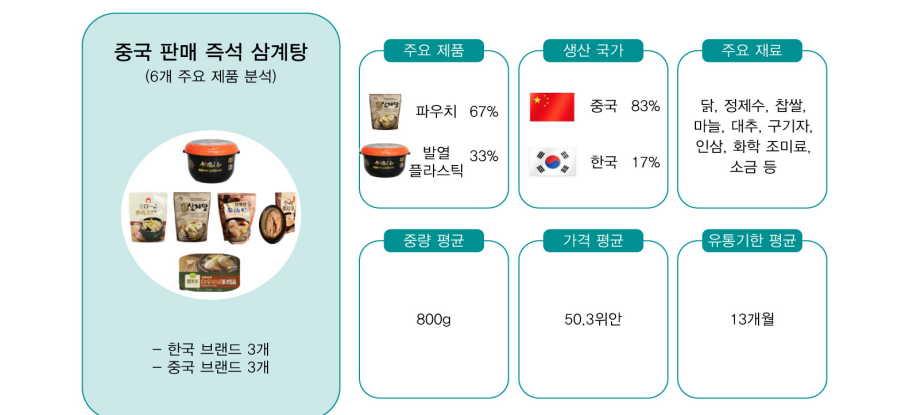 중국 판매 즉석 삼계탕
(6개 주요 제품 분석)
삼계탕
- 한국 브랜드 3개
- 중국 브랜드 3개
주요 제품
파우치 67%
발열
플라스틱
33%
생산 국가
중국 83%
한국 17%
주요 재료
닭, 정제수, 찹쌀,
마늘, 대추, 구기자,
인삼, 화학 조미료,
소금 등
중량 평균
800g
가격 평균
50.3위안
유통기한 평균
13개월